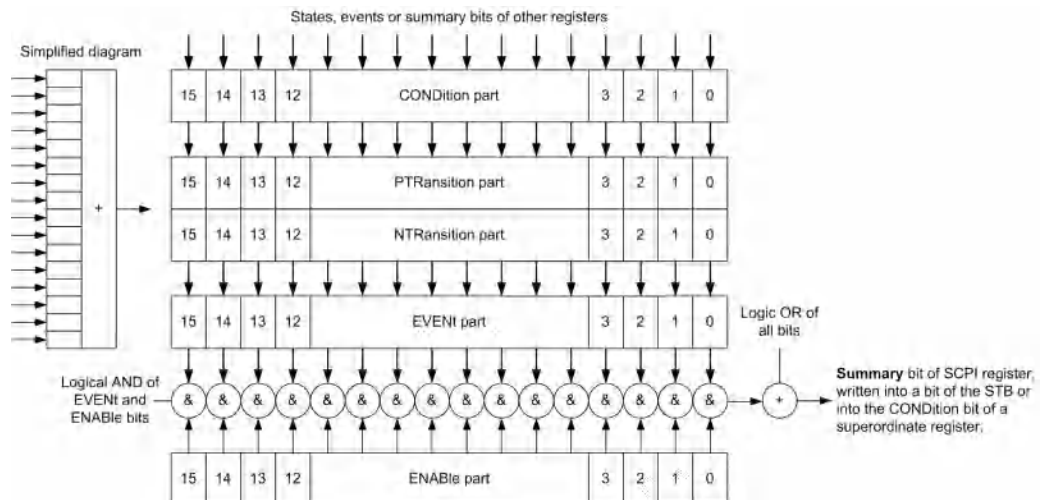 States, events or summary bits of other registers
Simplified diagram
15 14 13 12 CONDition part 3 2 1 0
15 14 13 12 PTRansition part 3 2 1 0
+
15 14 13 12 NTRansition part 3 2 1 0
15 14 13 12 EVENt part 3 2 1 0
Logic OR of
all bits
Logical AND of
EVENt and
ENABle bits
& & & & & & & & & & & & & & & & +
Summary bit of SCPI register,
written into a bit of the STB or
into the CONDition bit of a
superordinate register.
15 14 13 12 ENABle part 3 2 1 0